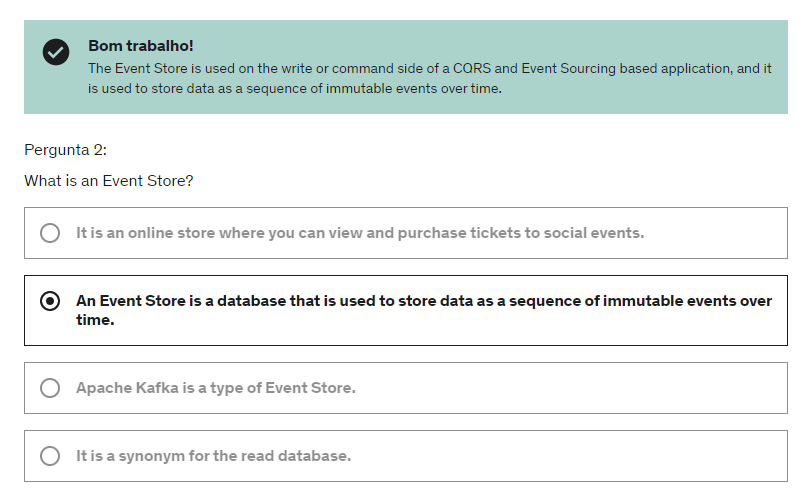 Bom trabalho!
The Event Store is used on the write or command side of a CQRS and Event Sourcing based application, and it
is used to store data as a sequence of immutable events over time.
Pergunta 2:
What is an Event Store?
It is an online store where you can view and purchase tickets to social events.
An Event Store is a database that is used to store data as a sequence of immutable events over
time.
Apache Kafka is a type of Event Store.
It is a synonym for the read database.